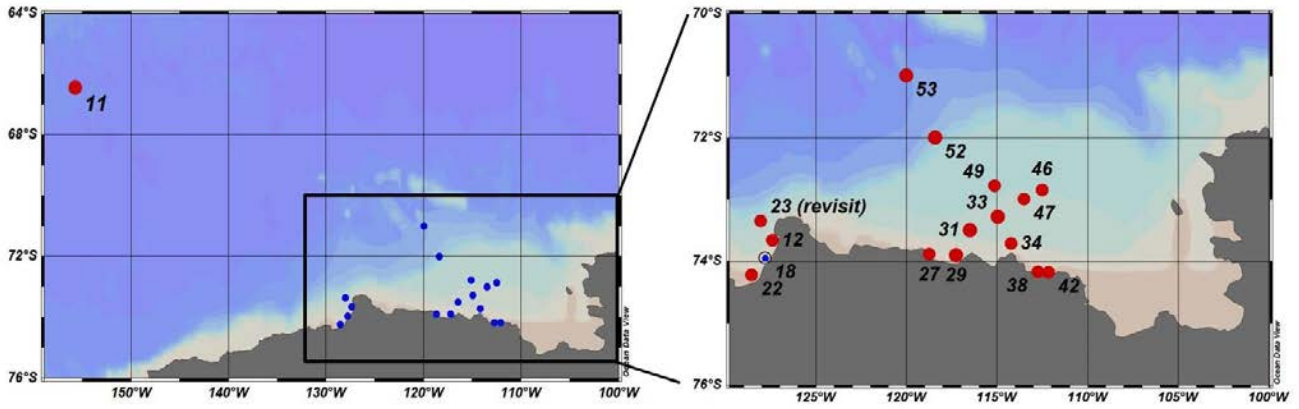 64°S
11
68°S
72°S
76°S
150°W
140°W
130°W
120°W
110°W
100°W
Ocean Data View
70°S
53
72°S
52
49
46
23 (revisit)
33
47
12
31
34
74°S
18
27
29
38
42
22
76°S
125°W
120°W
115°W
110°W
105°W
100°W
Ocean Data View